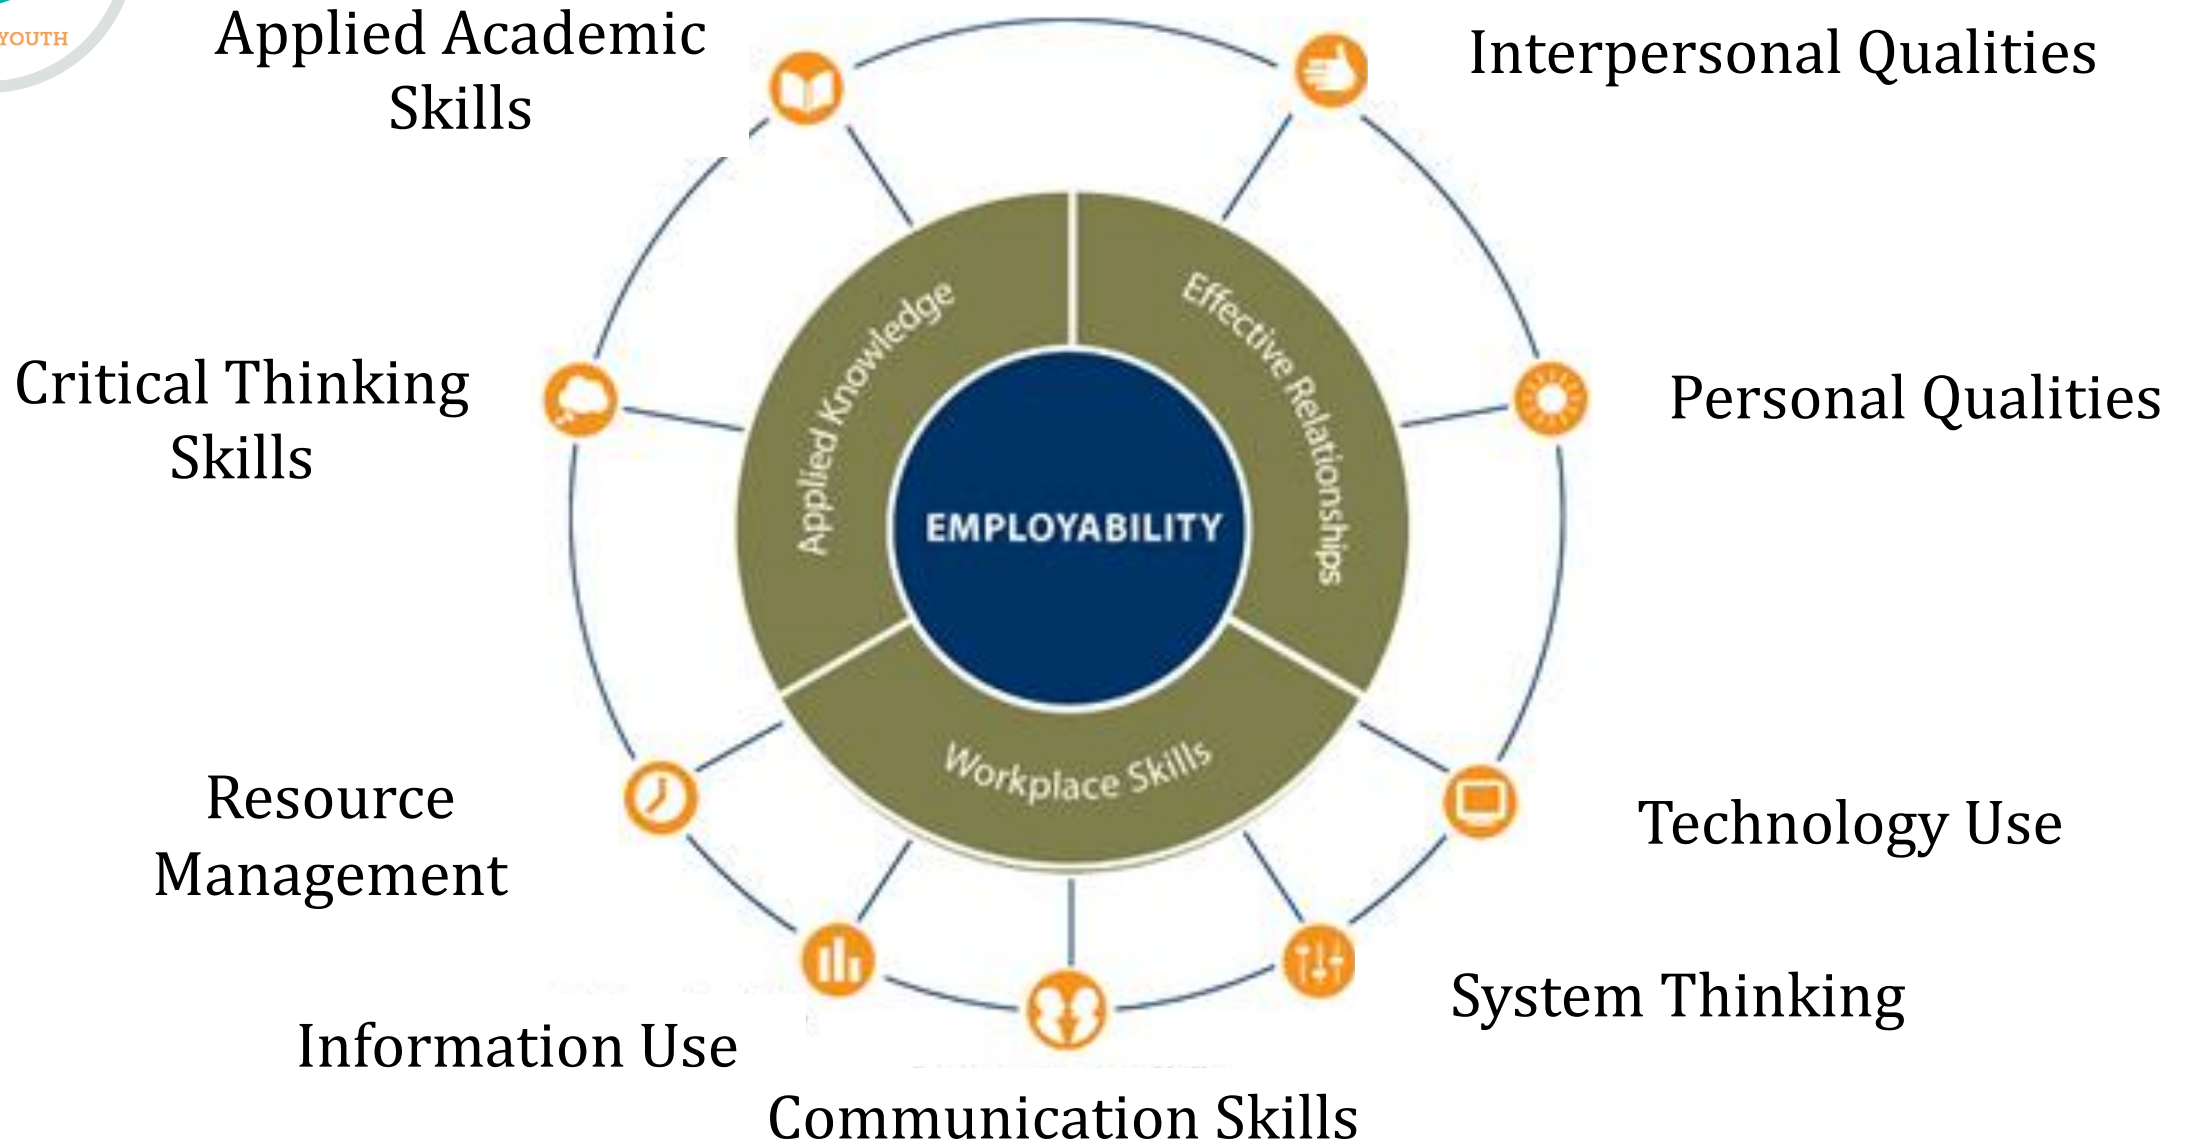 YOUTH
Applied Academic
Skills
Interpersonal Qualities
Critical Thinking
Skills
Personal Qualities
Applied Knowledge
Effective Relationships
EMPLOYABILITY
Workplace Skills
Resource
Management
Technology Use
System Thinking
Information Use
Communication Skills